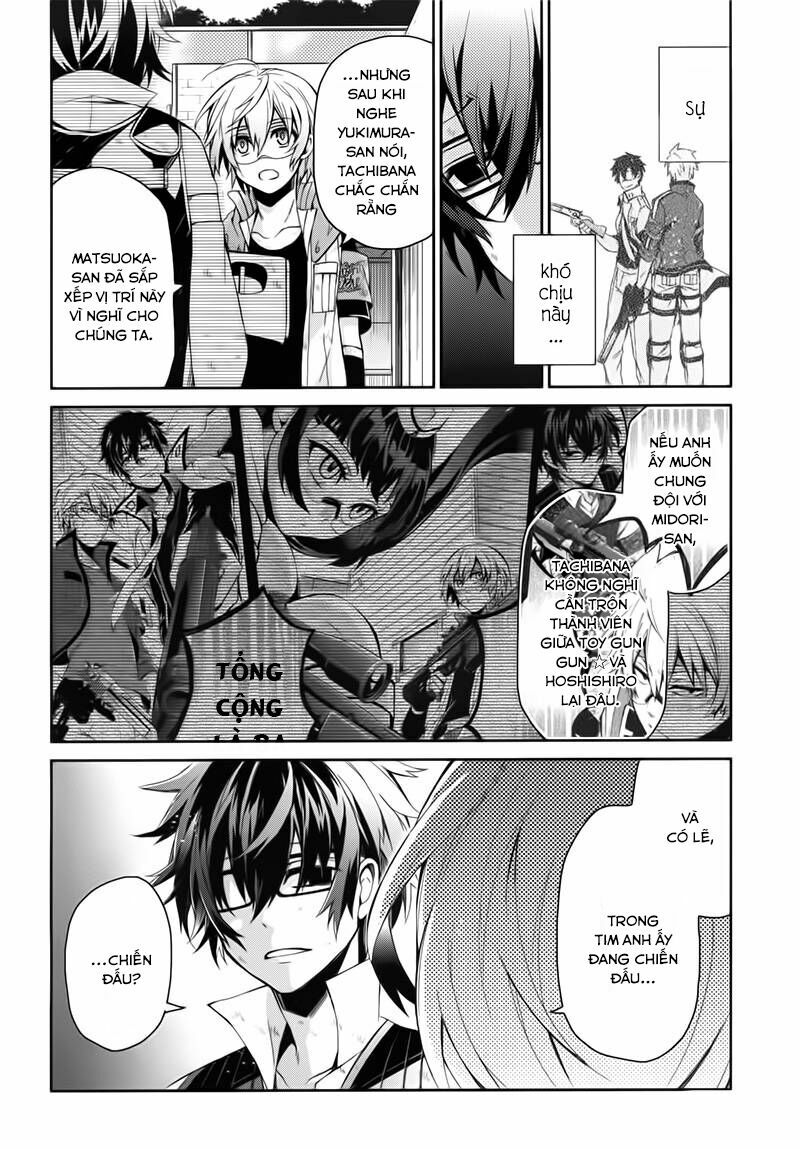 Sự
khó
chịu này
...
...NHƯNG
SAU KHI
NGHE
YUKIMURA-
SAN NÓI,
TACHIBANA
CHẮC CHẮN
RẰNG
MATSUOKA-
SAN ĐÃ SẮP
XẾP VỊ TRÍ NÀY
VÌ NGHĨ CHO
CHÚNG TA.
NẾU ANH
ẤY MUỐN
CHUNG
ĐỘI VỚI
MIDORI-
SAN,
TACHIBANA
KHÔNG NGHĨ
CẦN TRỘN
THÀNH VIÊN
GIỮA TOY GUN
GUN ☆ VÀ
HOSHISHIRO
LẠI ĐÂU.
TỔNG
CỘNG
LÀ BA
VÀ
CÓ LẼ,
TRONG
TIM ANH ẤY
ĐANG CHIẾN
ĐẤU...
...CHIẾN
ĐẤU?